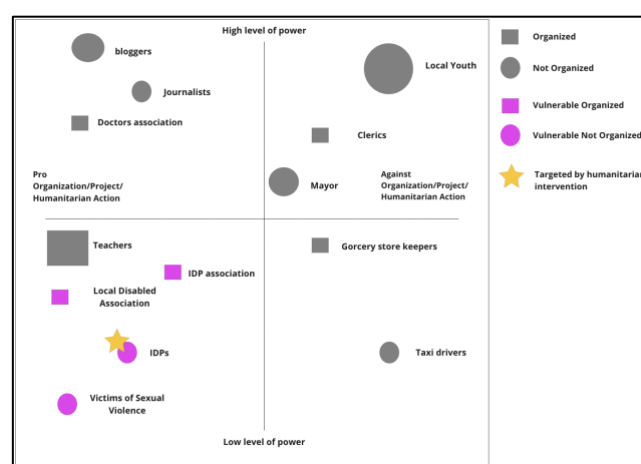 High level of power
bloggers
Local Youth
Journalists
Doctors association
Clerics
Pro
Organization/Project/
Humanitarian Action
Mayor
Against
Organization/Project/
Humanitarian Action
Teachers
Gorcery store keepers
IDP association
Local Disabled
Association
IDPs
Taxi drivers
Victims of Sexual
Violence
Low level of power
Organized
Not Organized
Vulnerable Organized
Vulnerable Not Organized
Targeted by humanitarian
intervention